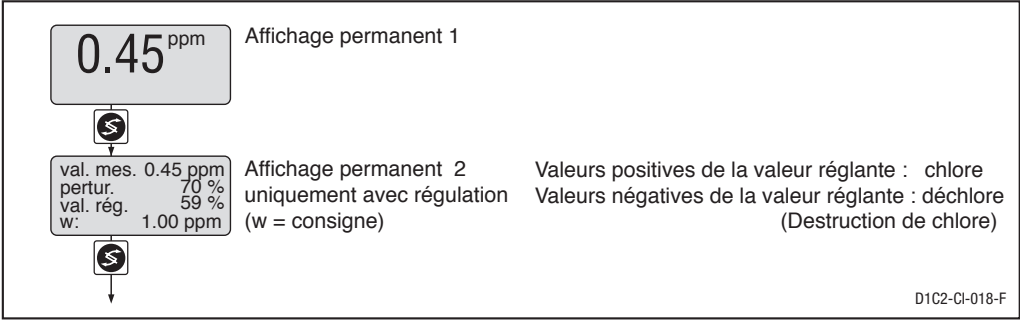 0.45 ppm
Affichage permanent 1
val. mes. 0.45 ppm
pertur. 70 %
val. rég. 59 %
w: 1.00 ppm
Affichage permanent 2
uniquement avec régulation
(w = consigne)
Valeurs positives de la valeur réglante : chlore
Valeurs négatives de la valeur réglante : déchlore
(Destruction de chlore)
D1C2-Cl-018-F